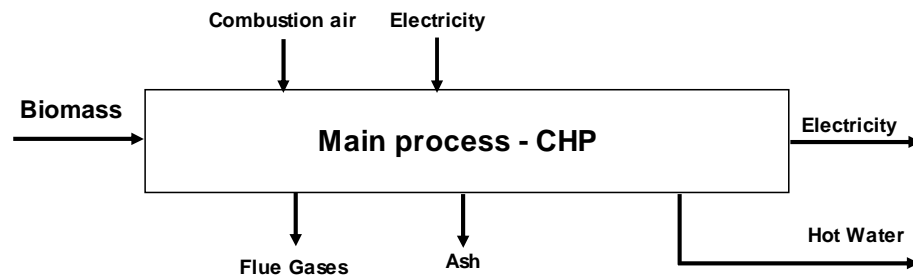 Combustion air
Electricity
Biomass
Main process - CHP
Electricity
Flue Gases
Ash
Hot Water